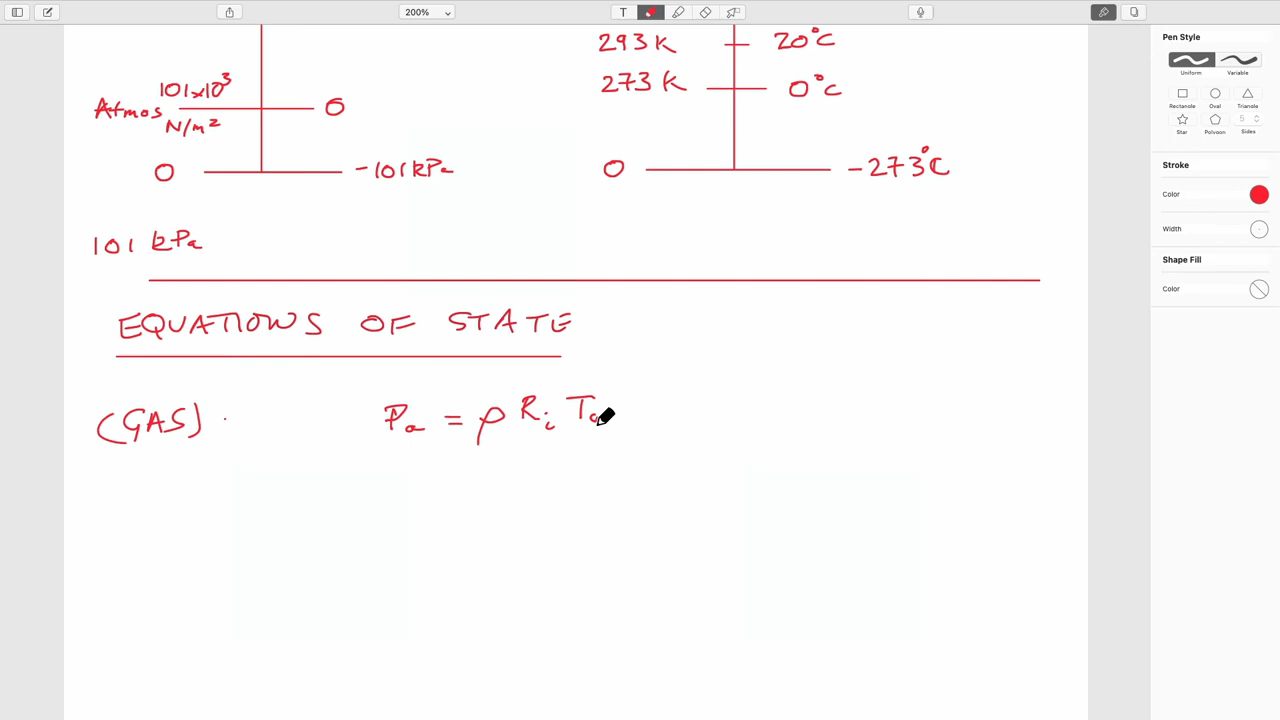 200%
T
293 K 20°C
273 K 0°C
101x10³
Atmos 0
N/m²
0 -101 kPa
0 -273°C
101 kPa
EQUATIONS OF STATE
(GAS) Pa = ρ Ri Ta
Pen Style
Uniform Variable
Rectangle Oval Triangle
5
Star Polygon Sides
Stroke
Color
Width
Shape Fill
Color